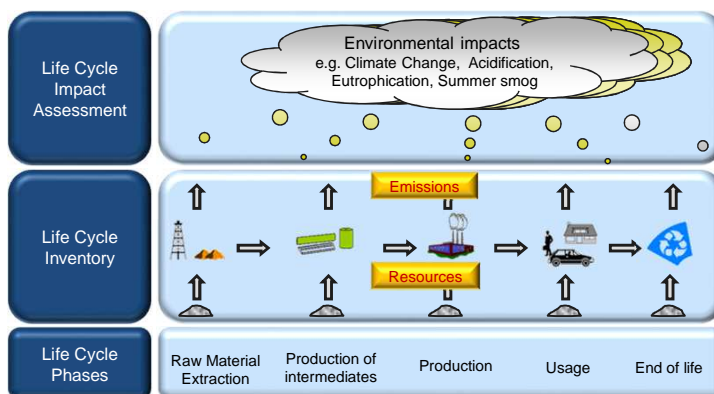 Life Cycle
Impact
Assessment
Environmental impacts
e.g. Climate Change, Acidification,
Eutrophication, Summer smog
Life Cycle
Inventory
Emissions
Resources
Life Cycle
Phases
Raw Material
Extraction
Production of
intermediates
Production
Usage
End of life